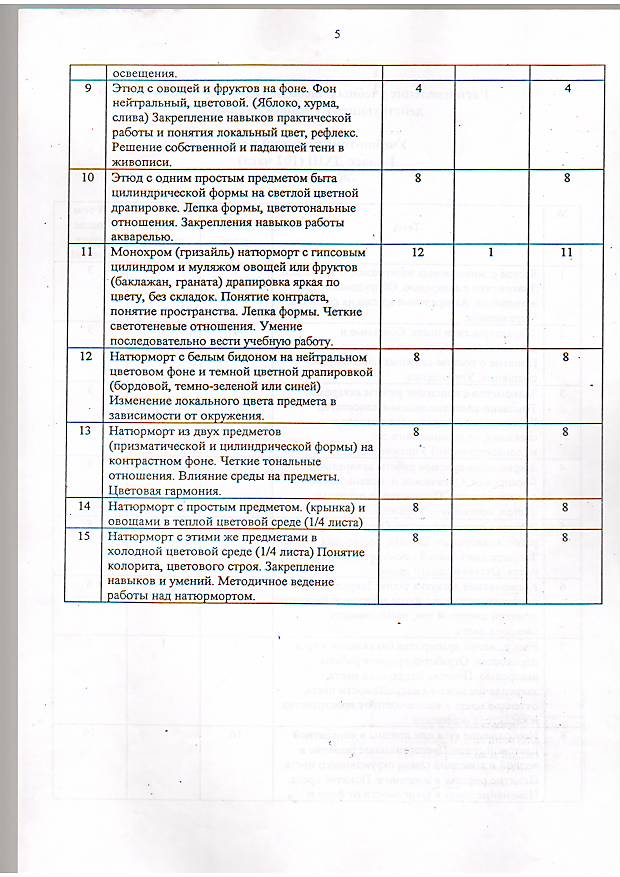 5
освещения.
9 Этюд с овощей и фруктов на фоне. Фон 4 4
нейтральный, цветовой. (Яблоко, хурма,
слива) Закрепление навыков практической
работы и понятия локальный цвет, рефлекс.
Решение собственной и падающей тени в
живописи.
10 Этюд с одним простым предметом быта 8 8
цилиндрической формы на светлой цветной
драпировке. Лепка формы, цветотональные
отношения. Закрепления навыков работы
акварелью.
11 Монохром (гризайль) натюрморт с гипсовым 12 1 11
цилиндром и муляжом овощей или фруктов
(баклажан, граната) драпировка яркая по
цвету, без складок. Понятие контраста,
понятие пространства. Лепка формы. Четкие
светотеневые отношения. Умение
последовательно вести учебную работу.
12 Натюрморт с белым бидоном на нейтральном 8 8
цветовом фоне и темной цветной драпировкой
(бордовой, темно-зеленой или синей)
Изменение локального цвета предмета в
зависимости от окружения.
13 Натюрморт из двух предметов 8 8
(призматической и цилиндрической формы) на
контрастном фоне. Четкие тональные
отношения. Влияние среды на предметы.
Цветовая гармония.
14 Натюрморт с простым предметом. (крынка) и 8 8
овощами в теплой цветовой среде (1/4 листа)
15 Натюрморт с этими же предметами в 8 8
холодной цветовой среде (1/4 листа) Понятие
колорита, цветового строя. Закрепление
навыков и умений. Методичное ведение
работы над натюрмортом.